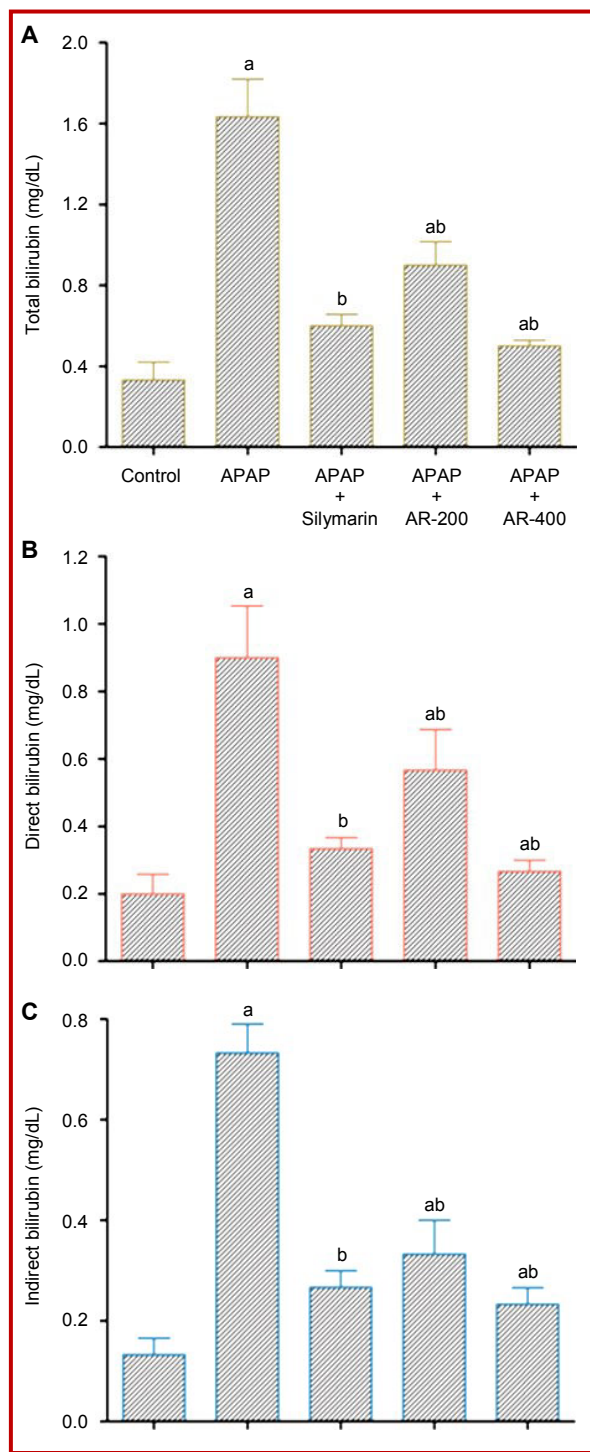 A
Total bilirubin (mg/dL)
2.0
1.6
1.2
0.8
0.4
0.0
a
b
ab
ab
Control
APAP
APAP
+
Silymarin
APAP
+
AR-200
APAP
+
AR-400
B
Direct bilirubin (mg/dL)
1.2
1.0
0.8
0.6
0.4
0.2
0.0
a
b
ab
ab
C
Indirect bilirubin (mg/dL)
0.8
0.6
0.4
0.2
0.0
a
b
ab
ab